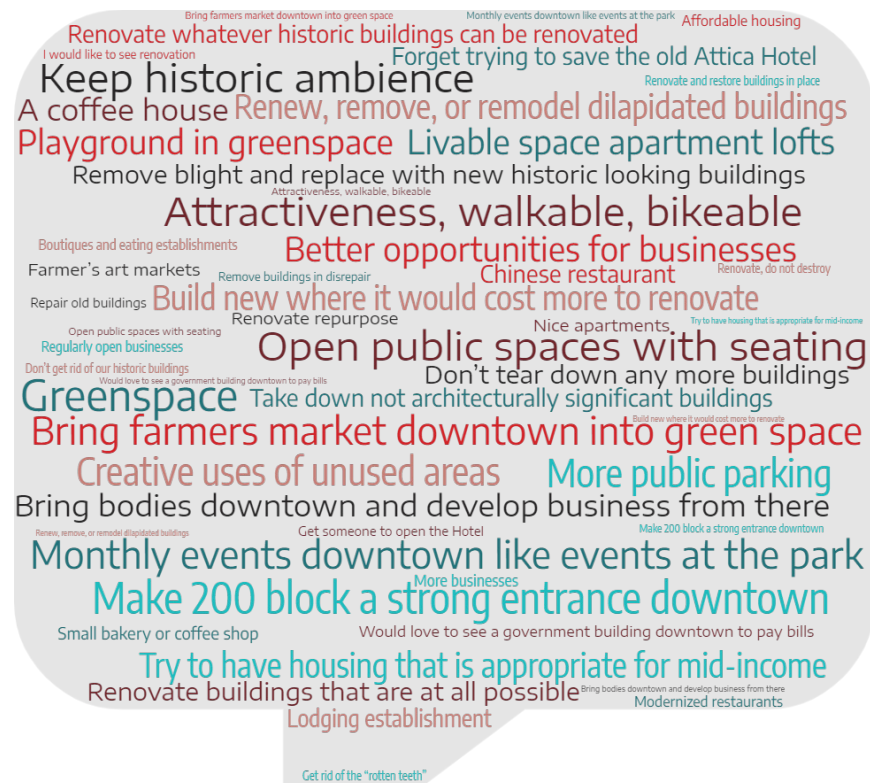 Bring farmers market downtown into green space
Monthly events downtown like events at the park
Affordable housing
Renovate whatever historic buildings can be renovated
I would like to see renovation
Forget trying to save the old Attica Hotel
Keep historic ambience
Renovate and restore buildings in place
A coffee house
Renew, remove, or remodel dilapidated buildings
Playground in greenspace
Livable space apartment lofts
Remove blight and replace with new historic looking buildings
Attractiveness, walkable, bikeable
Attractiveness, walkable, bikeable
Boutiques and eating establishments
Better opportunities for businesses
Farmer's art markets
Remove buildings in disrepair
Chinese restaurant
Renovate, do not destroy
Repair old buildings
Build new where it would cost more to renovate
Renovate repurpose
Nice apartments
Try to have housing that is appropriate for mid-income
Open public spaces with seating
Regularly open businesses
Open public spaces with seating
Don't get rid of our historic buildings
Don't tear down any more buildings
Would love to see a government building downtown to pay bills
Greenspace
Take down not architecturally significant buildings
Build new where it would cost more to renovate
Bring farmers market downtown into green space
Creative uses of unused areas
More public parking
Bring bodies downtown and develop business from there
Renew, remove, or remodel dilapidated buildings
Get someone to open the Hotel
Make 200 block a strong entrance downtown
Monthly events downtown like events at the park
More businesses
Make 200 block a strong entrance downtown
Small bakery or coffee shop
Would love to see a government building downtown to pay bills
Try to have housing that is appropriate for mid-income
Renovate buildings that are at all possible
Bring bodies downtown and develop business from there
Modernized restaurants
Lodging establishment
Get rid of the “rotten teeth”